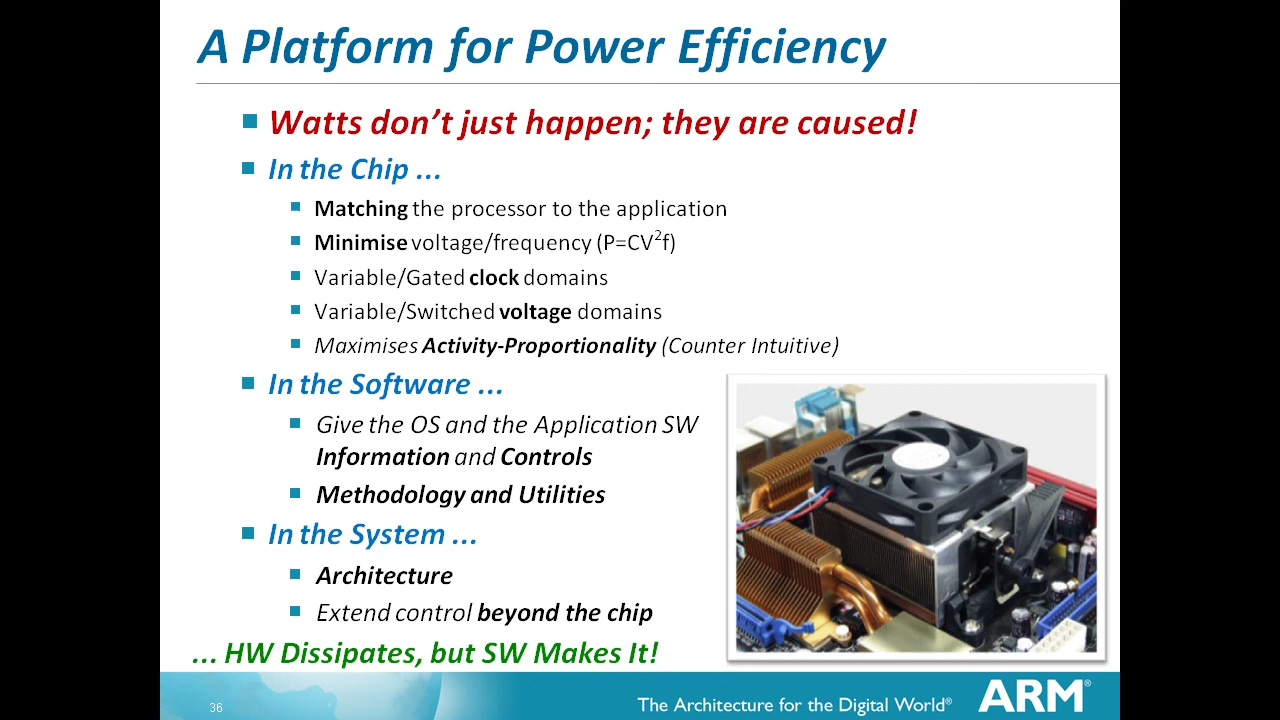 A Platform for Power Efficiency
Watts don’t just happen; they are caused!
In the Chip ...
Matching the processor to the application
Minimise voltage/frequency (P=CV²f)
Variable/Gated clock domains
Variable/Switched voltage domains
Maximises Activity-Proportionality (Counter Intuitive)
In the Software ...
Give the OS and the Application SW
Information and Controls
Methodology and Utilities
In the System ...
Architecture
Extend control beyond the chip
... HW Dissipates, but SW Makes It!
36
The Architecture for the Digital World®
ARM®